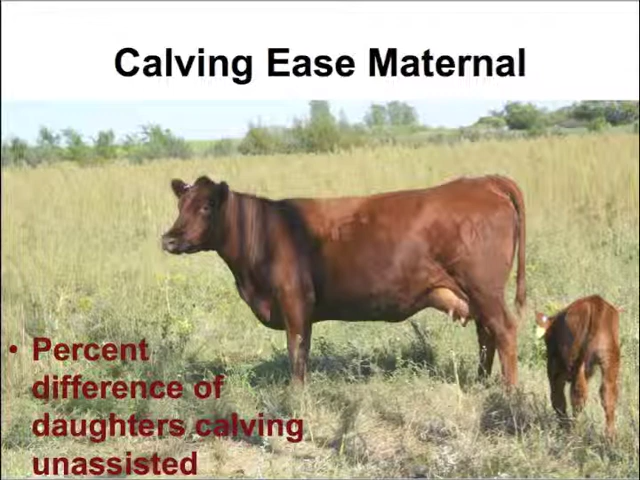 Calving Ease Maternal
• Percent
difference of
daughters calving
unassisted